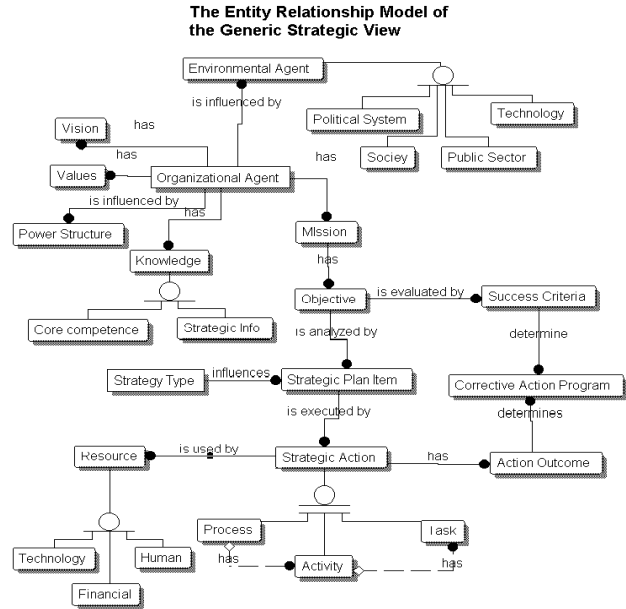 The Entity Relationship Model of
the Generic Strategic View
Environmental Agent
is influenced by
Political System
Technology
Vision
has
has
has
Sociey
Public Sector
Values
Organizational Agent
is influenced by
has
Power Structure
MIssion
Knowledge
has
Objective
is evaluated by
Success Criteria
Core competence
Strategic Info
is analyzed by
determine
Strategy Type
influences
Strategic Plan Item
Corrective Action Program
is executed by
determines
Resource
is used by
Strategic Action
has
Action Outcome
Process
Task
Technology
Human
has
Activity
has
Financial